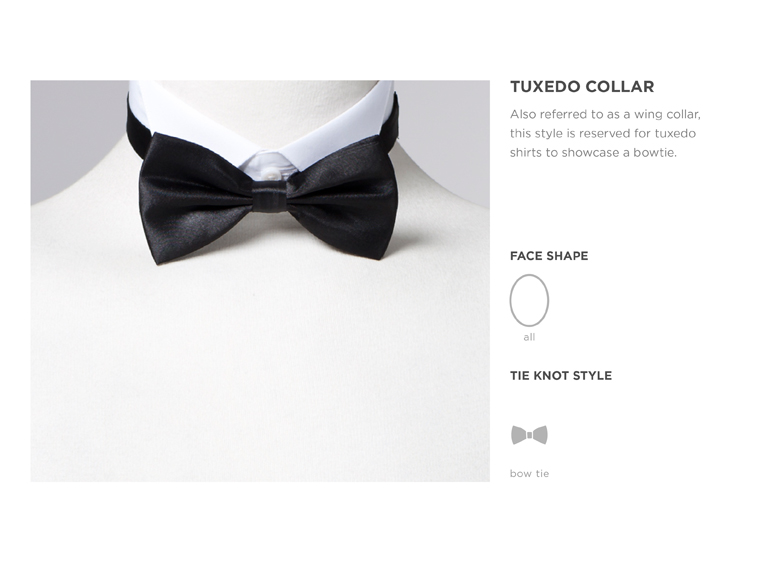 TUXEDO COLLAR
Also referred to as a wing collar,
this style is reserved for tuxedo
shirts to showcase a bowtie.
FACE SHAPE
all
TIE KNOT STYLE
bow tie